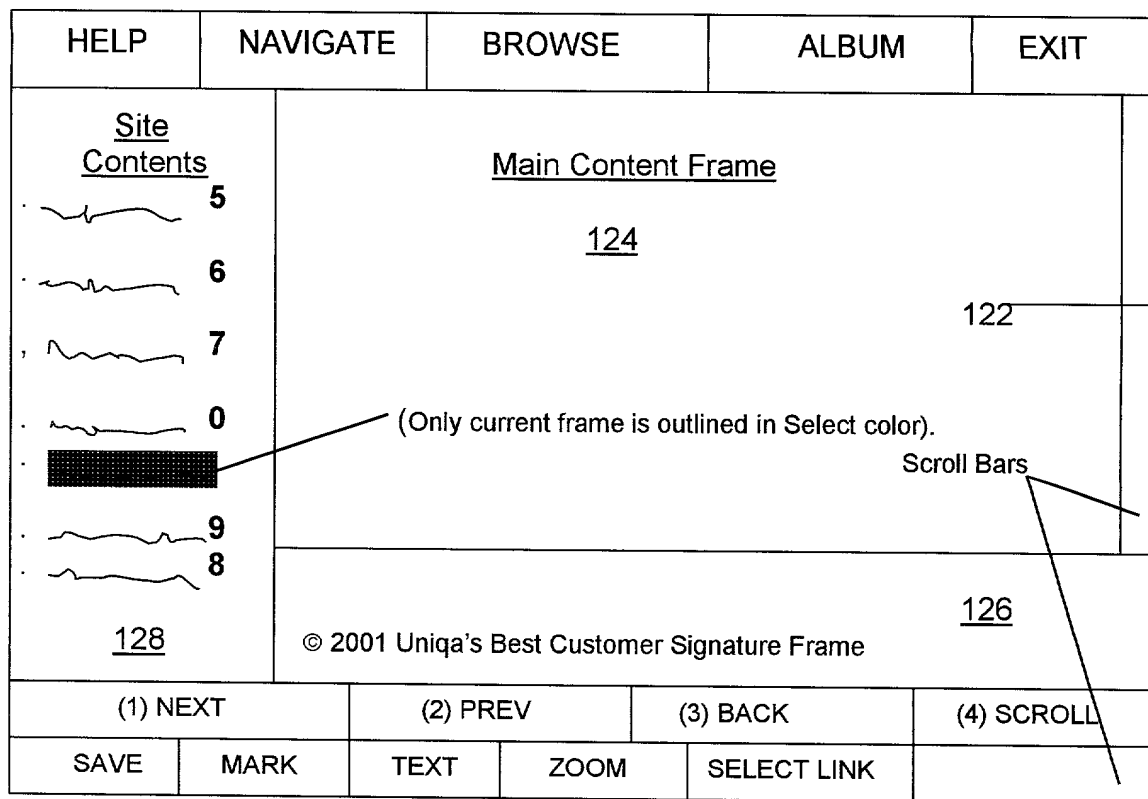 HELP NAVIGATE BROWSE ALBUM EXIT
Site
Contents
5
6
7
0
9
8
128
Main Content Frame
124
122
(Only current frame is outlined in Select color).
Scroll Bars
126
© 2001 Uniqa's Best Customer Signature Frame
(1) NEXT (2) PREV (3) BACK (4) SCROLL
SAVE MARK TEXT ZOOM SELECT LINK